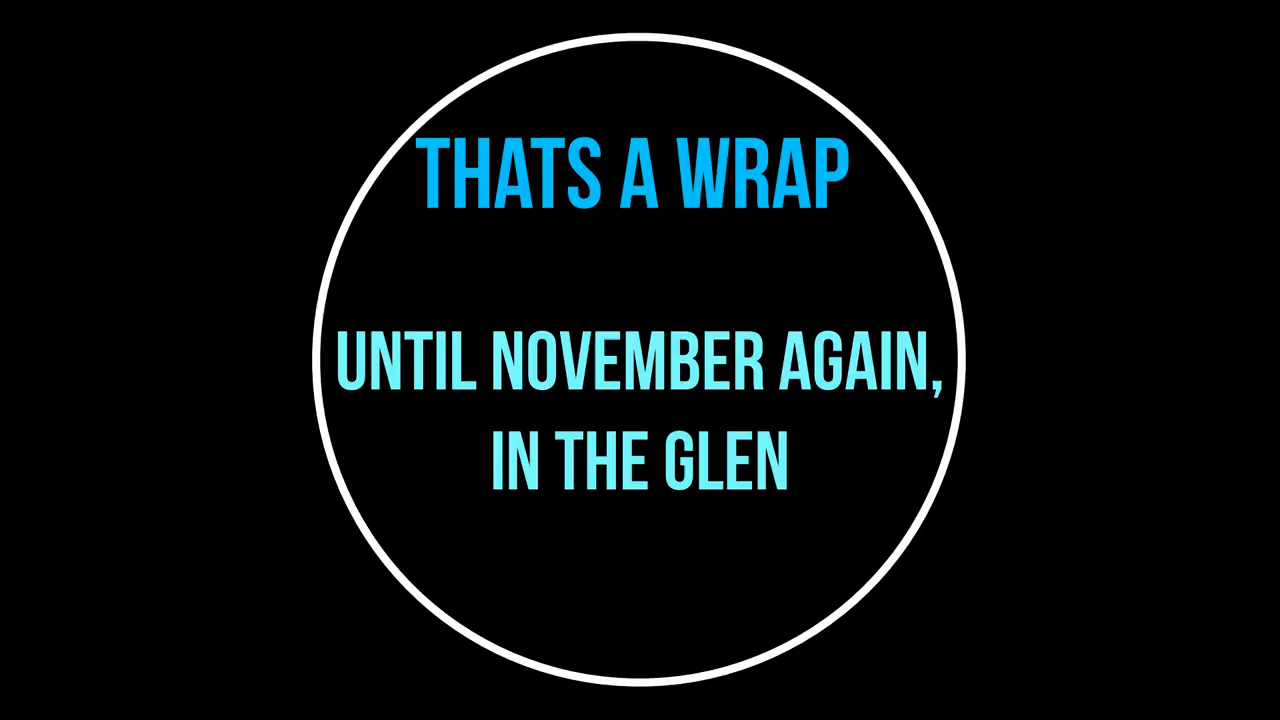 THATS A WRAP
UNTIL NOVEMBER AGAIN,
IN THE GLEN